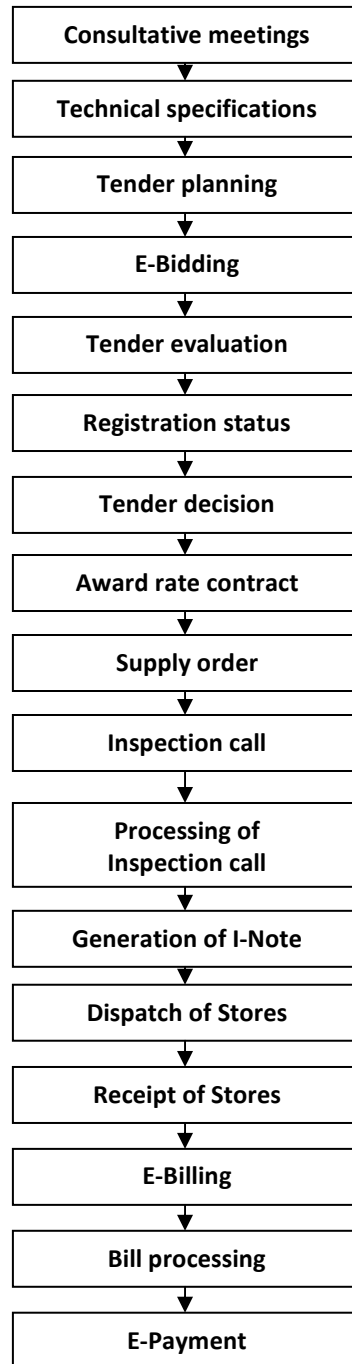 Consultative meetings
Technical specifications
Tender planning
E-Bidding
Tender evaluation
Registration status
Tender decision
Award rate contract
Supply order
Inspection call
Processing of
Inspection call
Generation of I-Note
Dispatch of Stores
Receipt of Stores
E-Billing
Bill processing
E-Payment